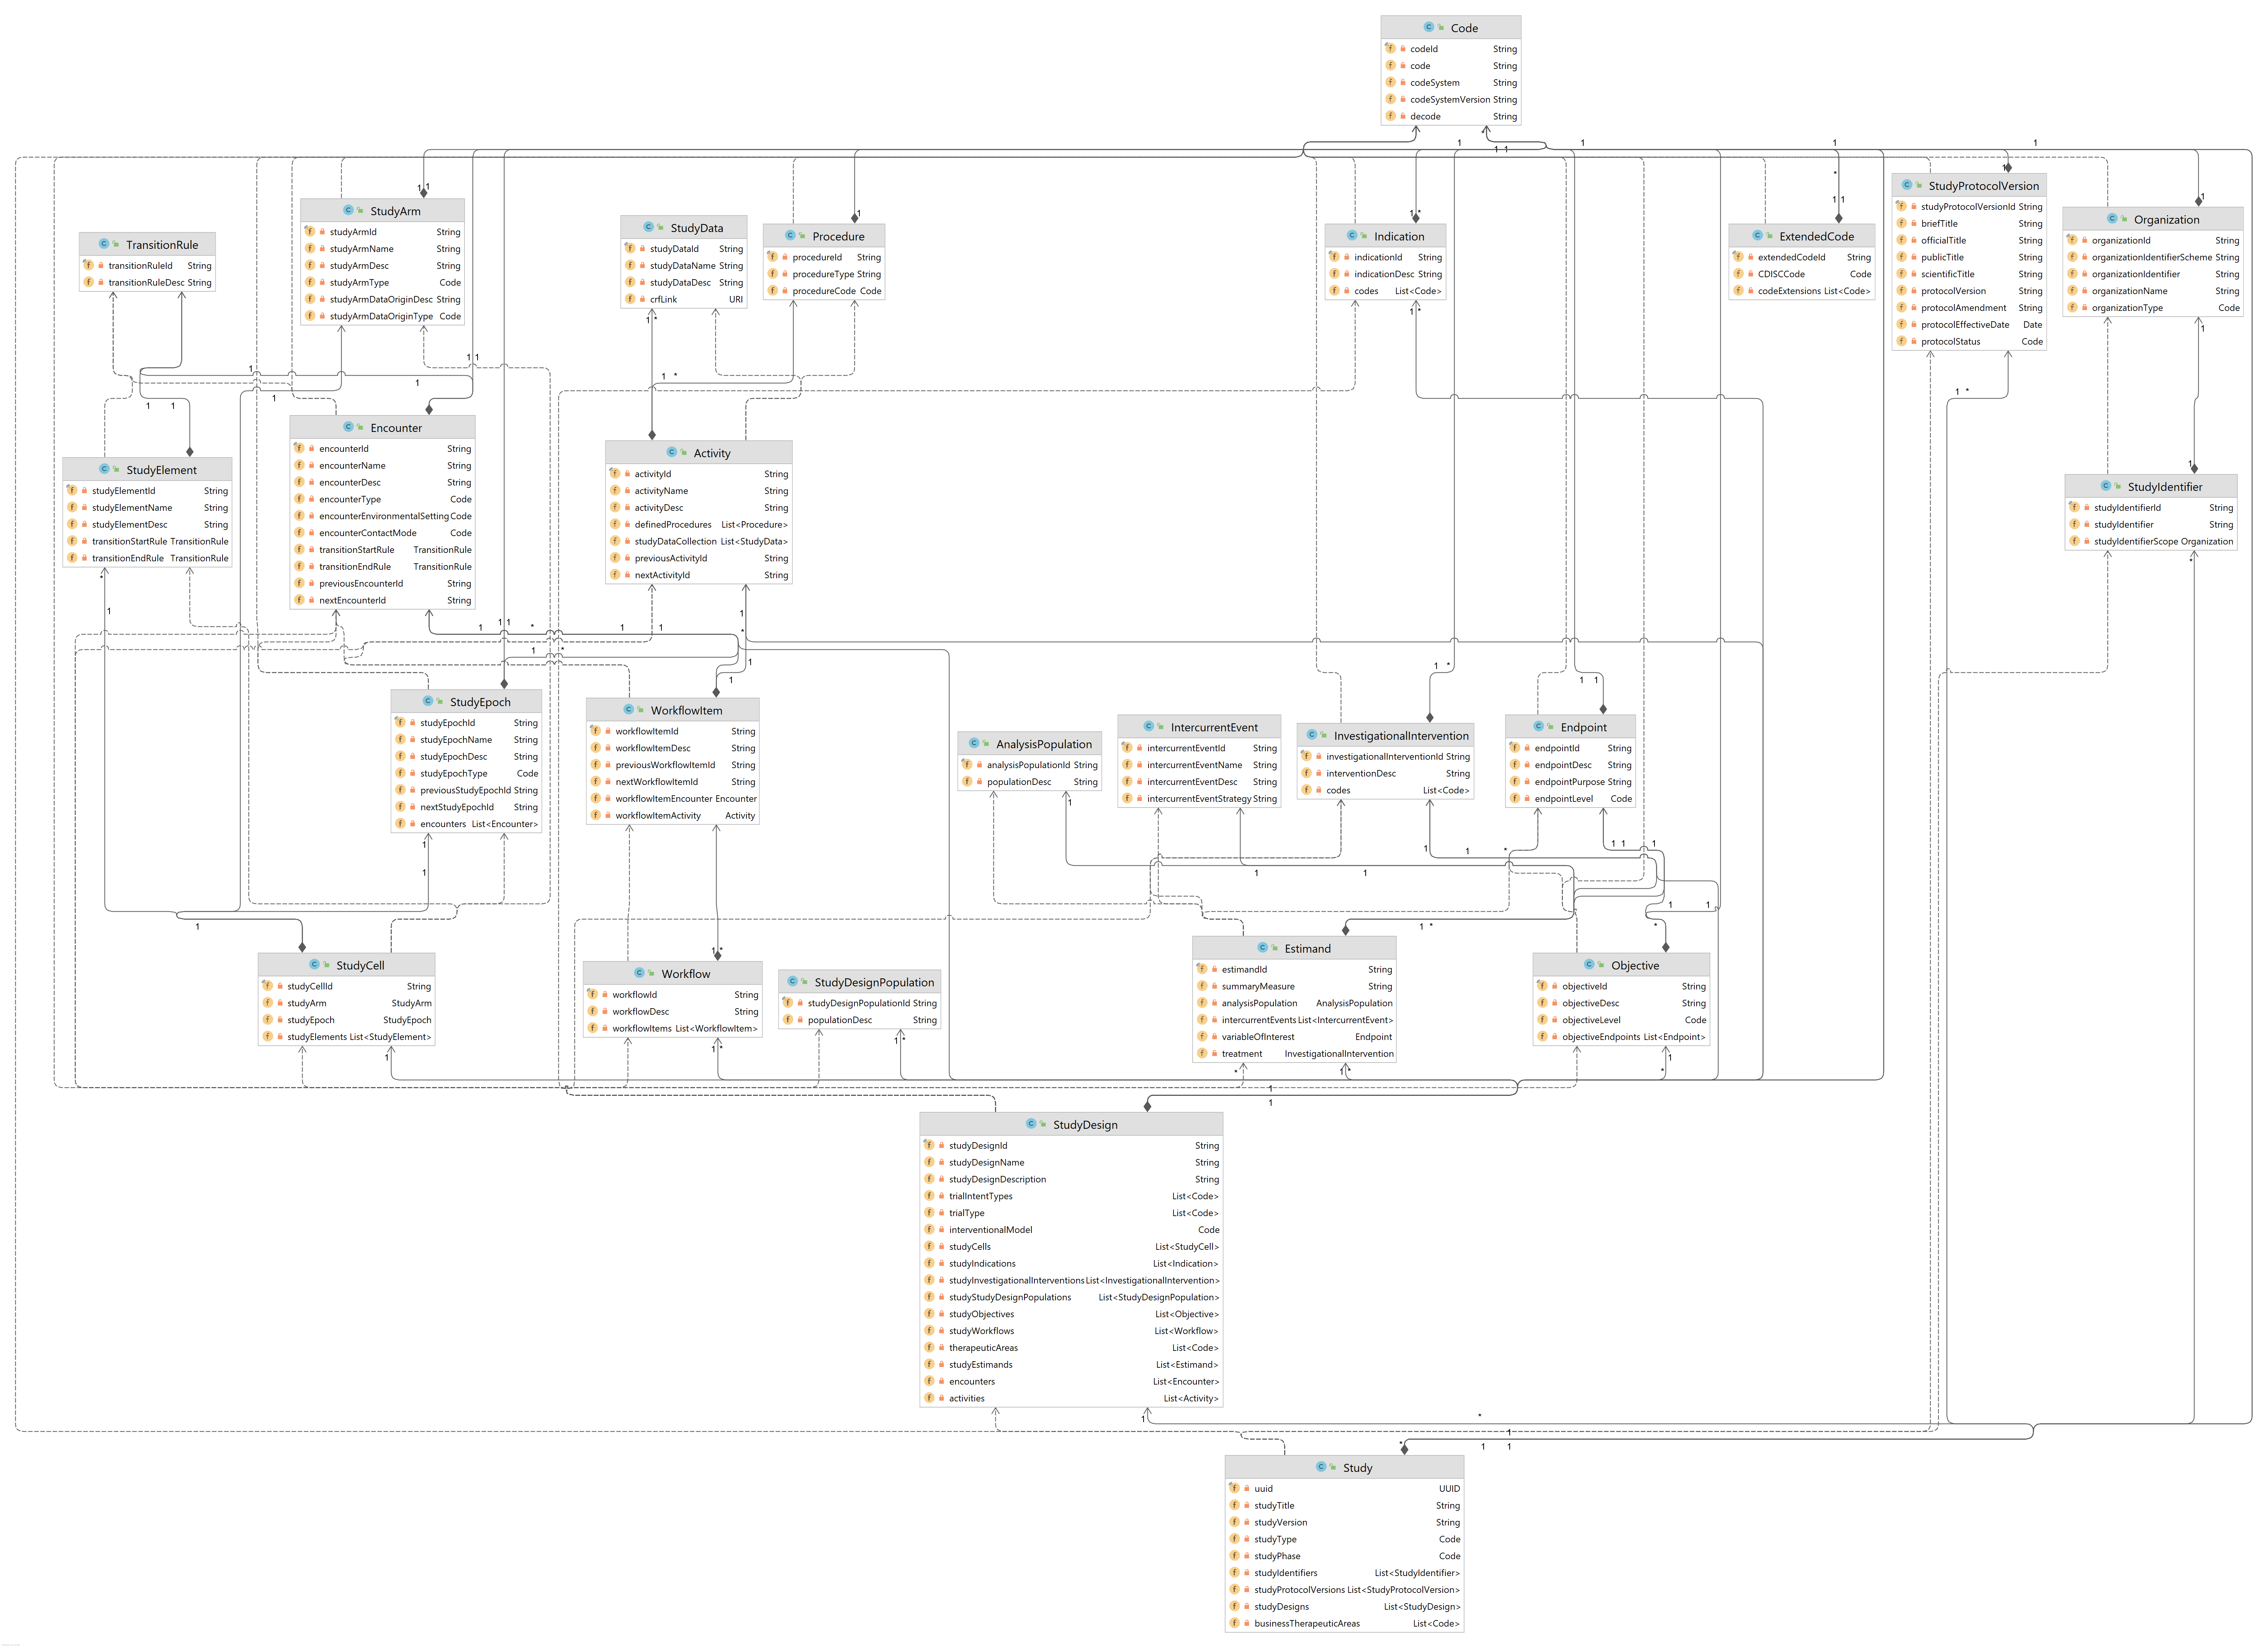 Code
codeId String
code String
codeSystem String
codeSystemVersion String
decode String
StudyArm
studyArmId String
studyArmName String
studyArmDesc String
studyArmType Code
studyArmDataOriginDesc String
studyArmDataOriginType Code
TransitionRule
transitionRuleId String
transitionRuleDesc String
StudyData
studyDataId String
studyDataName String
studyDataDesc String
crfLink URI
Procedure
procedureId String
procedureType String
procedureCode Code
Indication
indicationId String
indicationDesc String
codes List<Code>
ExtendedCode
extendedCodeId String
CDISCCode Code
codeExtensions List<Code>
StudyProtocolVersion
studyProtocolVersionId String
briefTitle String
officialTitle String
publicTitle String
scientificTitle String
protocolVersion String
protocolAmendment String
protocolEffectiveDate Date
protocolStatus Code
Organization
organizationId String
organizationIdentifierScheme String
organizationIdentifier String
organizationName String
organizationType Code
StudyElement
studyElementId String
studyElementName String
studyElementDesc String
transitionStartRule TransitionRule
transitionEndRule TransitionRule
Encounter
encounterId String
encounterName String
encounterDesc String
encounterType Code
encounterEnvironmentalSetting Code
encounterContactMode Code
transitionStartRule TransitionRule
transitionEndRule TransitionRule
previousEncounterId String
nextEncounterId String
Activity
activityId String
activityName String
activityDesc String
definedProcedures List<Procedure>
studyDataCollection List<StudyData>
previousActivityId String
nextActivityId String
StudyIdentifier
studyIdentifierId String
studyIdentifier String
studyIdentifierScope Organization
StudyEpoch
studyEpochId String
studyEpochName String
studyEpochDesc String
studyEpochType Code
previousStudyEpochId String
nextStudyEpochId String
encounters List<Encounter>
WorkflowItem
workflowItemId String
workflowItemDesc String
previousWorkflowItemId String
nextWorkflowItemId String
workflowItemEncounter Encounter
workflowItemActivity Activity
AnalysisPopulation
analysisPopulationId String
populationDesc String
IntercurrentEvent
intercurrentEventId String
intercurrentEventName String
intercurrentEventDesc String
intercurrentEventStrategy String
InvestigationalIntervention
investigationalInterventionId String
interventionDesc String
codes List<Code>
Endpoint
endpointId String
endpointDesc String
endpointPurpose String
endpointLevel Code
StudyCell
studyCellId String
studyArm StudyArm
studyEpoch StudyEpoch
studyElements List<StudyElement>
Workflow
workflowId String
workflowDesc String
workflowItems List<WorkflowItem>
StudyDesignPopulation
studyDesignPopulationId String
populationDesc String
Estimand
estimandId String
summaryMeasure String
analysisPopulation AnalysisPopulation
intercurrentEvents List<IntercurrentEvent>
variableOfInterest Endpoint
treatment InvestigationalIntervention
Objective
objectiveId String
objectiveDesc String
objectiveLevel Code
objectiveEndpoints List<Endpoint>
StudyDesign
studyDesignId String
studyDesignName String
studyDesignDescription String
trialIntentTypes List<Code>
trialType List<Code>
interventionalModel Code
studyCells List<StudyCell>
studyIndications List<Indication>
studyInvestigationalInterventions List<InvestigationalIntervention>
studyStudyDesignPopulations List<StudyDesignPopulation>
studyObjectives List<Objective>
studyWorkflows List<Workflow>
therapeuticAreas List<Code>
studyEstimands List<Estimand>
encounters List<Encounter>
activities List<Activity>
Study
uuid UUID
studyTitle String
studyVersion String
studyType Code
studyPhase Code
studyIdentifiers List<StudyIdentifier>
studyProtocolVersions List<StudyProtocolVersion>
studyDesigns List<StudyDesign>
businessTherapeuticAreas List<Code>